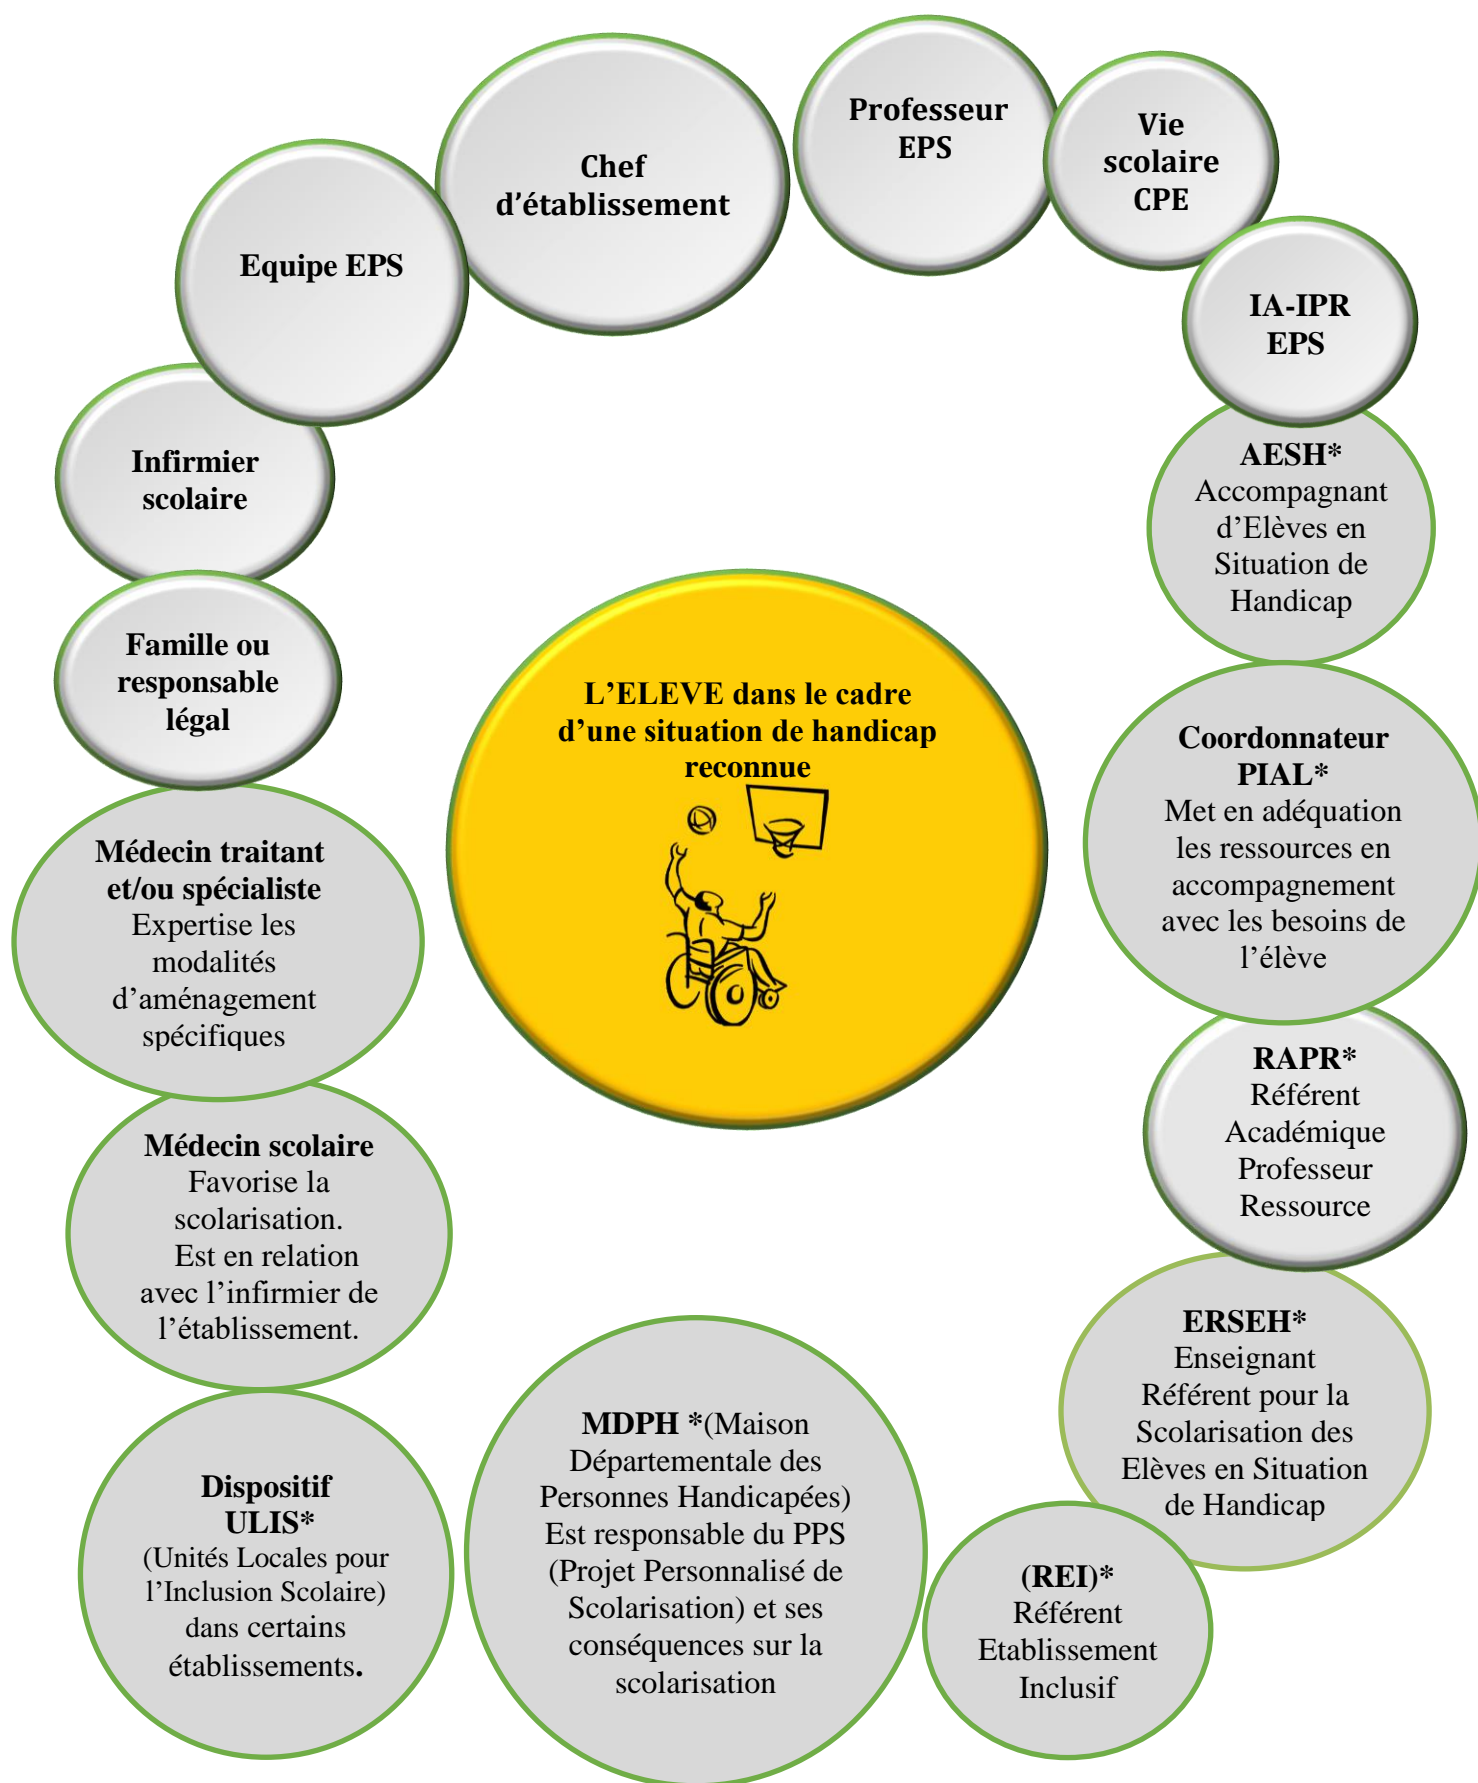 Professeur
EPS
Vie
scolaire
CPE
Chef
d’établissement
Equipe EPS
IA-IPR
EPS
Infirmier
scolaire
AESH*
Accompagnant
d’Elèves en
Situation de
Handicap
Famille ou
responsable
légal
L’ELEVE dans le cadre
d’une situation de handicap
reconnue
Coordonnateur
PIAL*
Met en adéquation
les ressources en
accompagnement
avec les besoins de
l’élève
Médecin traitant
et/ou spécialiste
Expertise les
modalités
d’aménagement
spécifiques
RAPR*
Référent
Académique
Professeur
Ressource
Médecin scolaire
Favorise la
scolarisation.
Est en relation
avec l’infirmier de
l’établissement.
ERSEH*
Enseignant
Référent pour la
Scolarisation des
Elèves en Situation
de Handicap
Dispositif
ULIS*
(Unités Locales pour
l’Inclusion Scolaire)
dans certains
établissements.
MDPH *(Maison
Départementale des
Personnes Handicapées)
Est responsable du PPS
(Projet Personnalisé de
Scolarisation) et ses
conséquences sur la
scolarisation
(REI)*
Référent
Etablissement
Inclusif